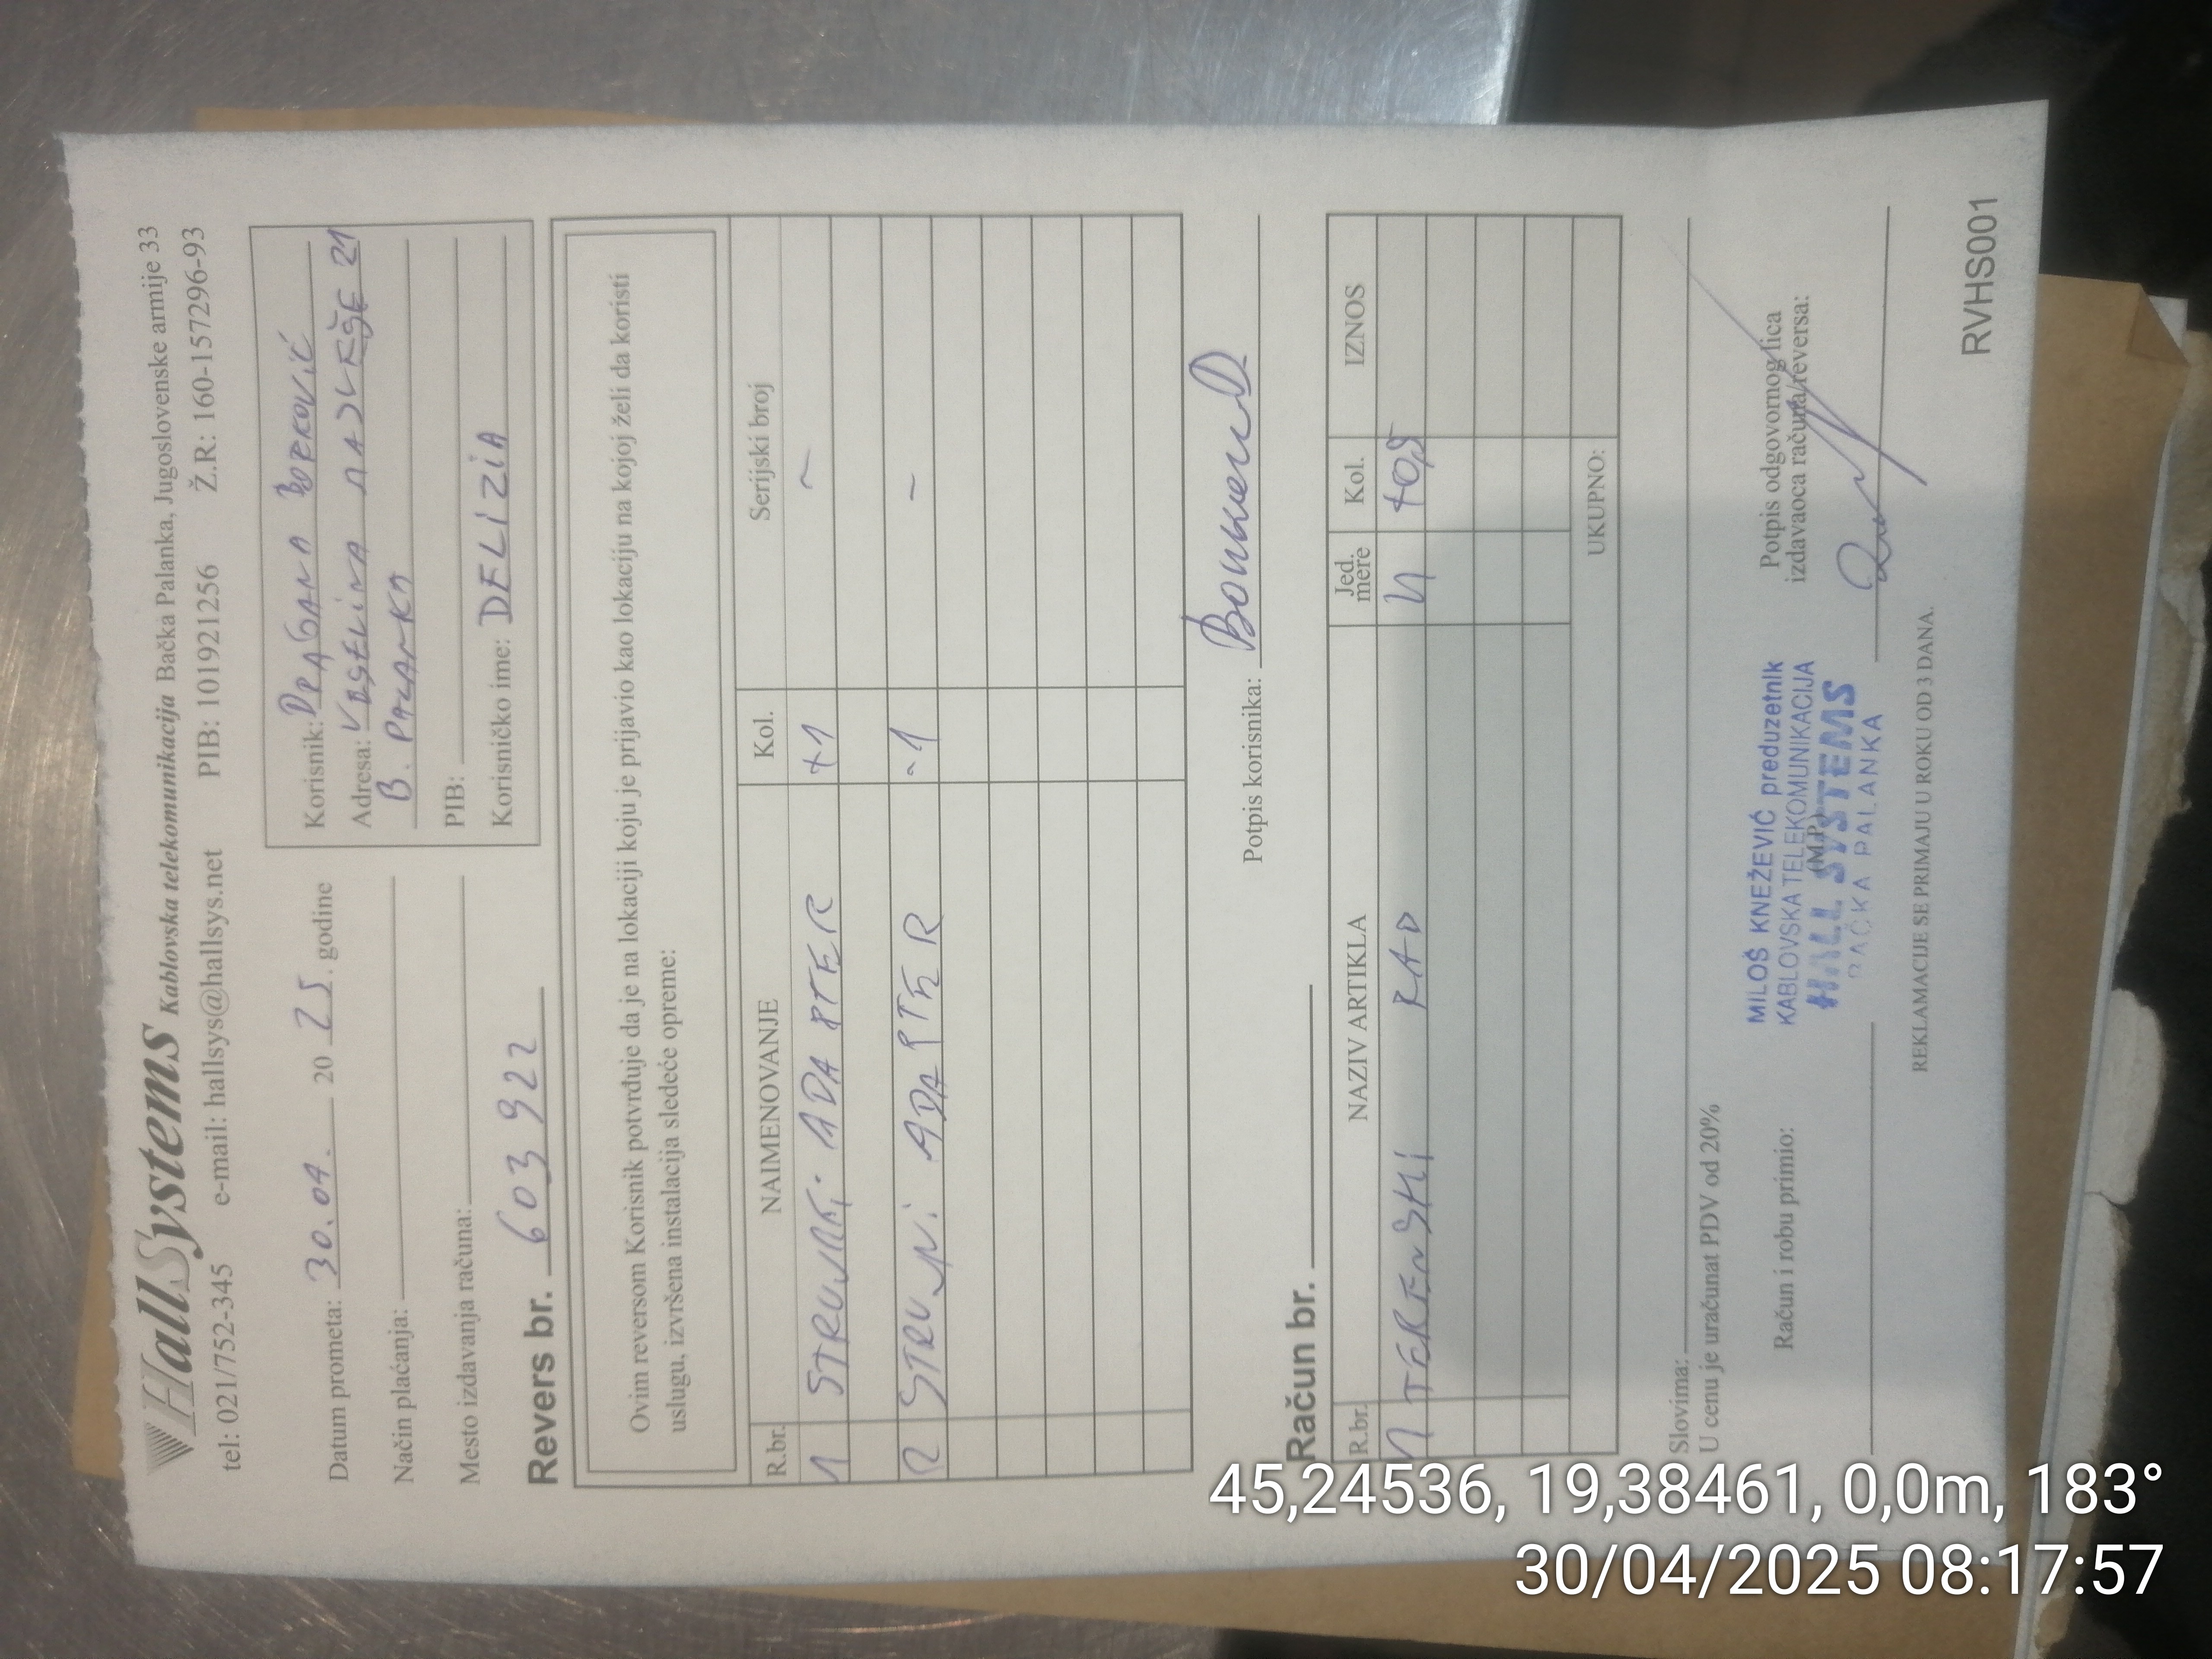 HallSystems Kablovska telekomunikacija Bačka Palanka, Jugoslovenske armije 33
tel: 021/752-345 e-mail: hallsys@hallsys.net PIB: 101921256 Ž.R: 160-157296-93
Datum prometa: 30.04. 20 25. godine
Način plaćanja:
Mesto izdavanja računa:
Korisnik: DRAGANA BORKOVIĆ
Adresa: VESELINA MASLEŠE 21
B. PALANKA
PIB:
Korisničko ime: DELIZIA
Revers br. 603922
Ovim reversom Korisnik potvrđuje da je na lokaciji koju je prijavio kao lokaciju na kojoj želi da koristi
uslugu, izvršena instalacija sledeće opreme:
R.br. NAIMENOVANJE Kol. Serijski broj
1 STRUJNI ADAPTER +1 -
2 STRUJNI ADAPTER -1 -
Potpis korisnika:
Račun br.
R.br. NAZIV ARTIKLA Jed. mere Kol. IZNOS
1 TERENSKI RAD h
UKUPNO:
Slovima:
U cenu je uračunat PDV od 20%
Račun i robu primio:
MILOŠ KNEŽEVIĆ preduzetnik
KABLOVSKA TELEKOMUNIKACIJA
(M.P.)
HALL SYSTEMS
BAČKA PALANKA
Potpis odgovornog lica
izdavaoca računa/reversa:
REKLAMACIJE SE PRIMAJU U ROKU OD 3 DANA.
RVHS001
45,24536, 19,38461, 0,0m, 183°
30/04/2025 08:17:57